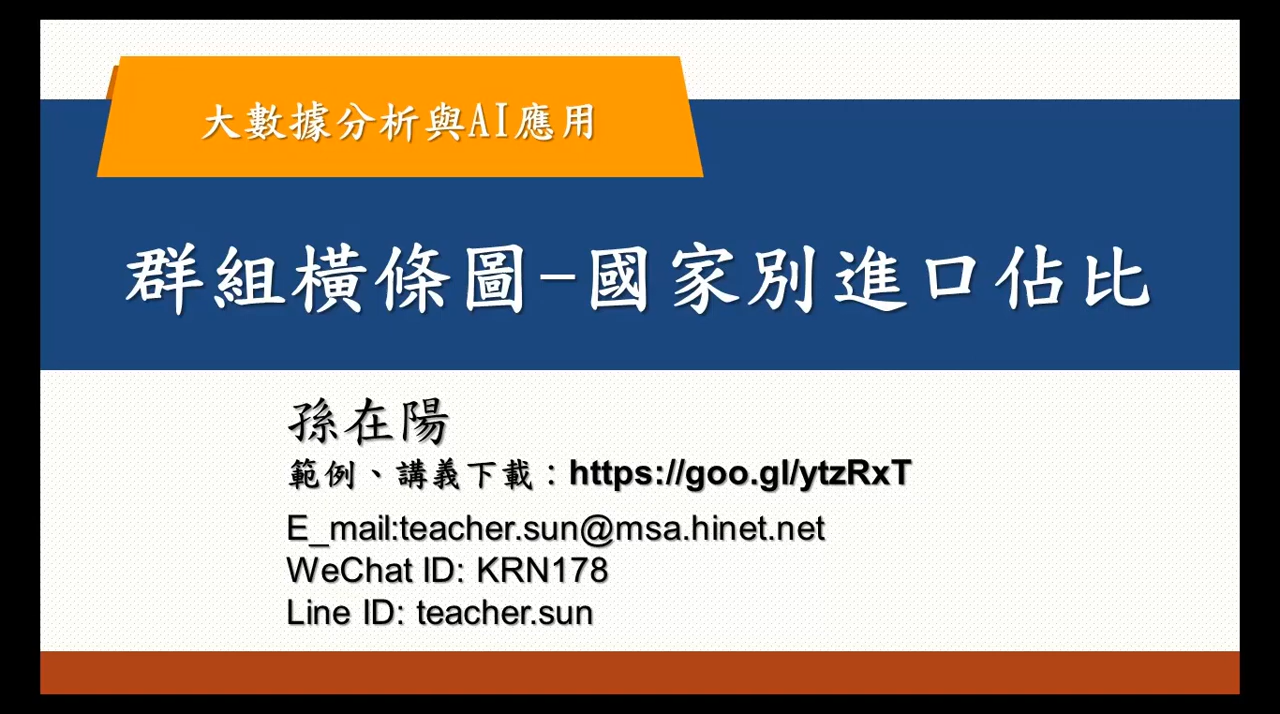 大數據分析與AI應用
群組橫條圖-國家別進口佔比
孫在陽
範例、講義下載：https://goo.gl/ytzRxT
E_mail:teacher.sun@msa.hinet.net
WeChat ID: KRN178
Line ID: teacher.sun